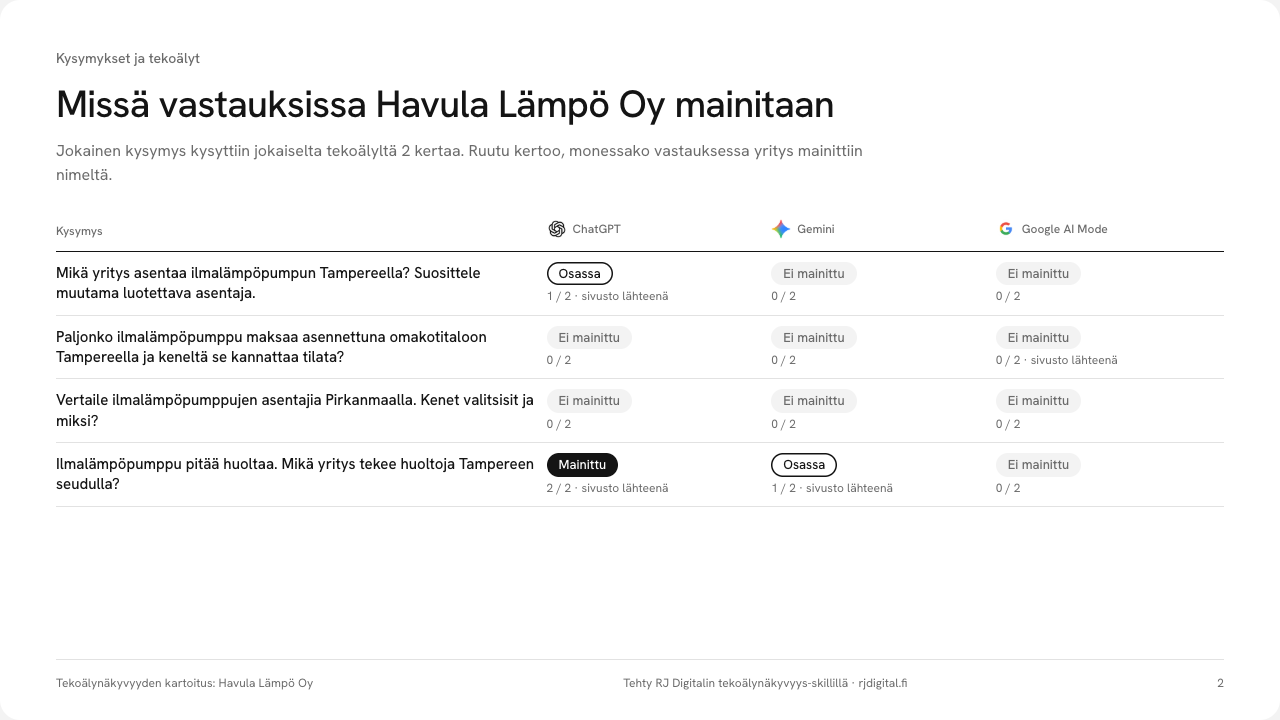 Kysymykset ja tekoälyt
Missä vastauksissa Havula Lämpö Oy mainitaan
Jokainen kysymys kysyttiin jokaiselta tekoälyltä 2 kertaa. Ruutu kertoo, monessako vastauksessa yritys mainittiin
nimeltä.
Kysymys ChatGPT Gemini Google AI Mode
Mikä yritys asentaa ilmalämpöpumpun Tampereella? Suosittele
muutama luotettava asentaja.
Osassa Ei mainittu Ei mainittu
1 / 2 · sivusto lähteenä 0 / 2 0 / 2
Paljonko ilmalämpöpumppu maksaa asennettuna omakotitaloon
Tampereella ja keneltä se kannattaa tilata?
Ei mainittu Ei mainittu Ei mainittu
0 / 2 0 / 2 0 / 2 · sivusto lähteenä
Vertaile ilmalämpöpumppujen asentajia Pirkanmaalla. Kenet valitsisit ja
miksi?
Ei mainittu Ei mainittu Ei mainittu
0 / 2 0 / 2 0 / 2
Ilmalämpöpumppu pitää huoltaa. Mikä yritys tekee huoltoja Tampereen
seudulla?
Mainittu Osassa Ei mainittu
2 / 2 · sivusto lähteenä 1 / 2 · sivusto lähteenä 0 / 2
Tekoälynäkyvyyden kartoitus: Havula Lämpö Oy Tehty RJ Digitalin tekoälynäkyvyys-skillillä · rjdigital.fi 2